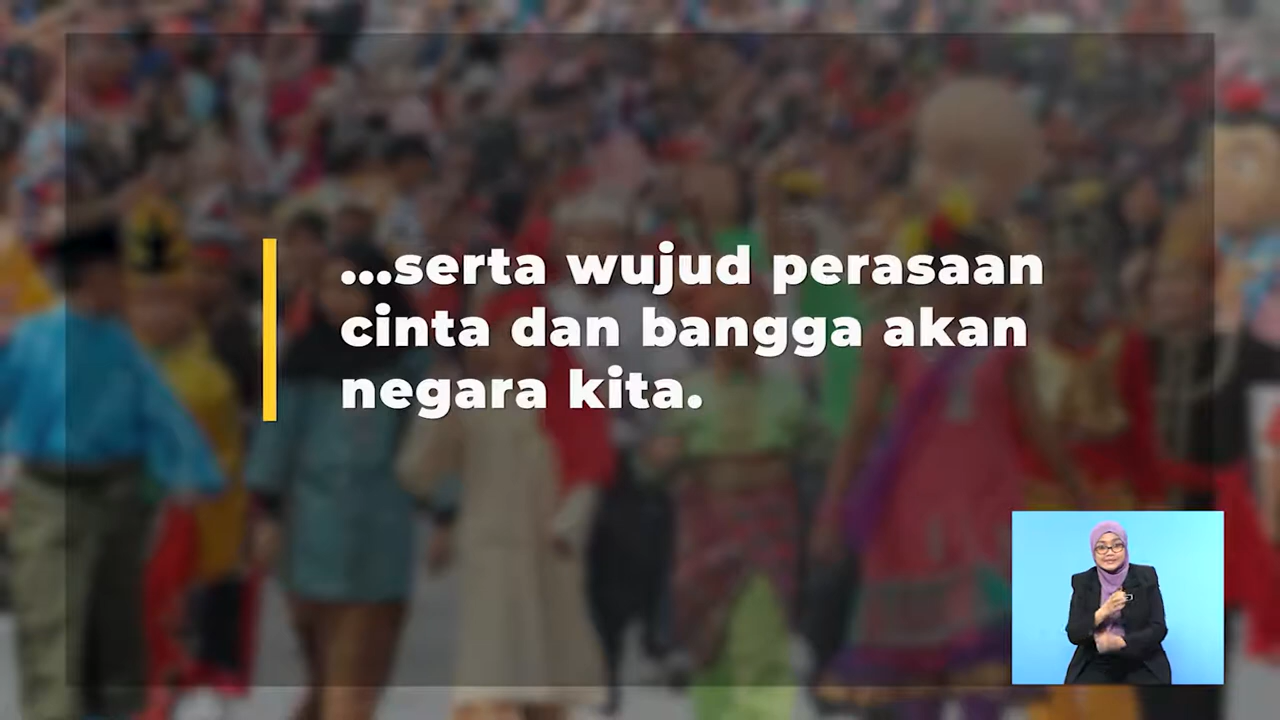 ...serta wujud perasaan
cinta dan bangga akan
negara kita.